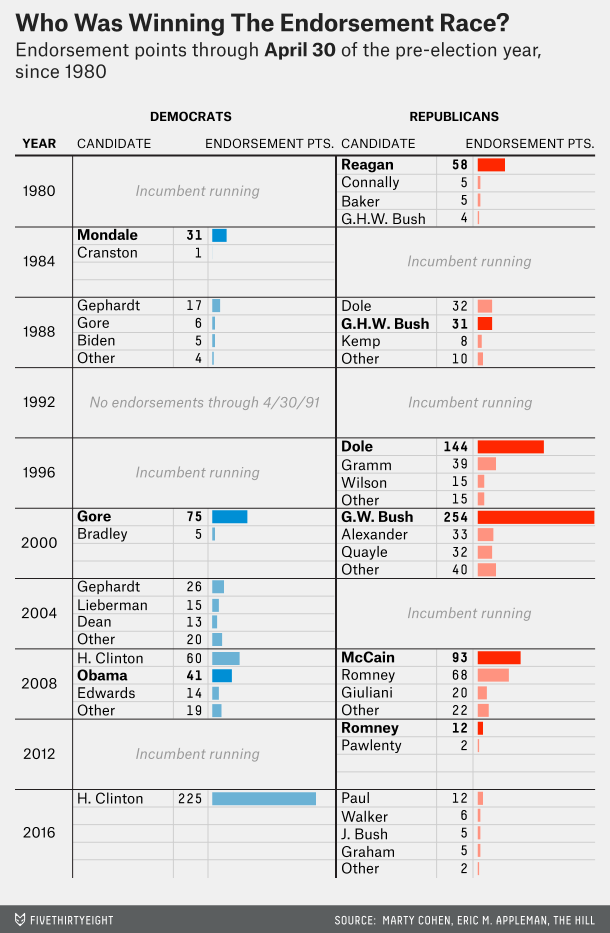 Who Was Winning The Endorsement Race?
Endorsement points through April 30 of the pre-election year,
since 1980
DEMOCRATS REPUBLICANS
YEAR CANDIDATE ENDORSEMENT PTS. CANDIDATE ENDORSEMENT PTS.
1980
Incumbent running
Reagan 58
Connally 5
Baker 5
G.H.W. Bush 4
1984
Mondale 31
Cranston 1
Incumbent running
1988
Gephardt 17
Gore 6
Biden 5
Other 4
Dole 32
G.H.W. Bush 31
Kemp 8
Other 10
1992
No endorsements through 4/30/91
Incumbent running
1996
Incumbent running
Dole 144
Gramm 39
Wilson 15
Other 15
2000
Gore 75
Bradley 5
G.W. Bush 254
Alexander 33
Quayle 32
Other 40
2004
Gephardt 26
Lieberman 15
Dean 13
Other 20
Incumbent running
2008
H. Clinton 60
Obama 41
Edwards 14
Other 19
McCain 93
Romney 68
Giuliani 20
Other 22
2012
Incumbent running
Romney 12
Pawlenty 2
2016
H. Clinton 225
Paul 12
Walker 6
J. Bush 5
Graham 5
Other 2
FIVETHIRTYEIGHT SOURCE: MARTY COHEN, ERIC M. APPLEMAN, THE HILL